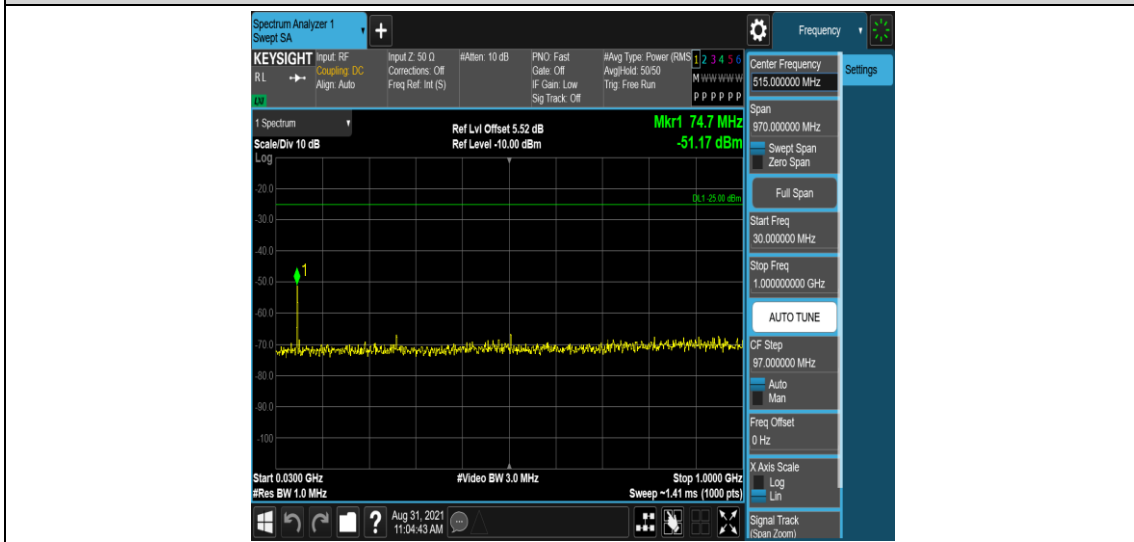 Spectrum Analyzer 1
Swept SA
+
Frequency
KEYSIGHT
RL
LXI
Input: RF
Coupling: DC
Align: Auto
Input Z: 50 Ω
Corrections: Off
Freq Ref: Int (S)
#Atten: 10 dB
PNO: Fast
Gate: Off
IF Gain: Low
Sig Track: Off
#Avg Type: Power (RMS
Avg|Hold: 50/50
Trig: Free Run
1 2 3 4 5 6
M W W W W W
P P P P P P
1 Spectrum
Scale/Div 10 dB
Log
Ref Lvl Offset 5.52 dB
Ref Level -10.00 dBm
Mkr1 74.7 MHz
-51.17 dBm
DL1 -25.00 dBm
1
-20.0
-30.0
-40.0
-50.0
-60.0
-70.0
-80.0
-90.0
-100
Start 0.0300 GHz
#Res BW 1.0 MHz
#Video BW 3.0 MHz
Stop 1.0000 GHz
Sweep ~1.41 ms (1000 pts)
Aug 31, 2021
11:04:43 AM
?
Center Frequency
515.000000 MHz
Settings
Span
970.000000 MHz
Swept Span
Zero Span
Full Span
Start Freq
30.000000 MHz
Stop Freq
1.000000000 GHz
AUTO TUNE
CF Step
97.000000 MHz
Auto
Man
Freq Offset
0 Hz
X Axis Scale
Log
Lin
Signal Track
(Span Zoom)